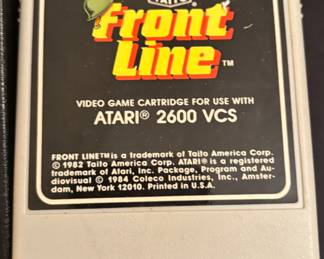 TAITO
Front
Line™
VIDEO GAME CARTRIDGE FOR USE WITH
ATARI® 2600 VCS
FRONT LINE™ is a trademark of Taito America Corp.
© 1982 Taito America Corp. ATARI® is a registered
trademark of Atari, Inc. Package, Program and Au-
diovisual © 1984 Coleco Industries, Inc., Amster-
dam, New York 12010. Printed in U.S.A.